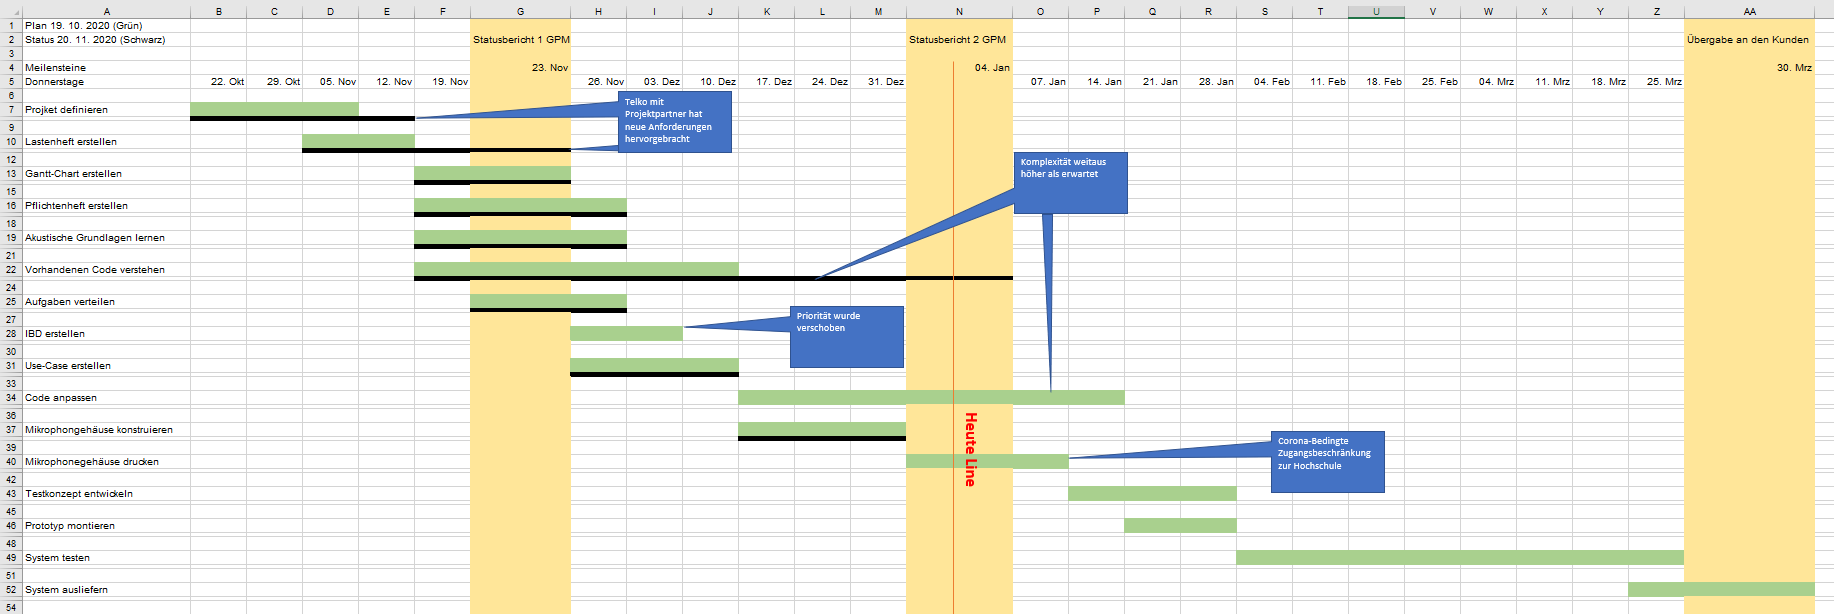 A B C D E F G H I J K L M N O P Q R S T U V W X Y Z AA
1 Plan 19. 10. 2020 (Grün)
2 Status 20. 11. 2020 (Schwarz) Statusbericht 1 GPM Statusbericht 2 GPM Übergabe an den Kunden
3
4 Meilensteine 23. Nov 04. Jan 30. Mrz
5 Donnerstage 22. Okt 29. Okt 05. Nov 12. Nov 19. Nov 26. Nov 03. Dez 10. Dez 17. Dez 24. Dez 31. Dez 07. Jan 14. Jan 21. Jan 28. Jan 04. Feb 11. Feb 18. Feb 25. Feb 04. Mrz 11. Mrz 18. Mrz 25. Mrz
6
7 Projket definieren
Telko mit
Projektpartner hat
neue Anforderungen
hervorgebracht
9
10 Lastenheft erstellen
12
13 Gantt-Chart erstellen
Komplexität weitaus
höher als erwartet
15
16 Pflichtenheft erstellen
18
19 Akustische Grundlagen lernen
21
22 Vorhandenen Code verstehen
24
25 Aufgaben verteilen
27
28 IBD erstellen
Priorität wurde
verschoben
30
31 Use-Case erstellen
33
34 Code anpassen
36
37 Mikrophongehäuse konstruieren
Heute Line
39
40 Mikrophonegehäuse drucken
Corona-Bedingte
Zugangsbeschränkung
zur Hochschule
42
43 Testkonzept entwickeln
45
46 Prototyp montieren
48
49 System testen
51
52 System ausliefern
54